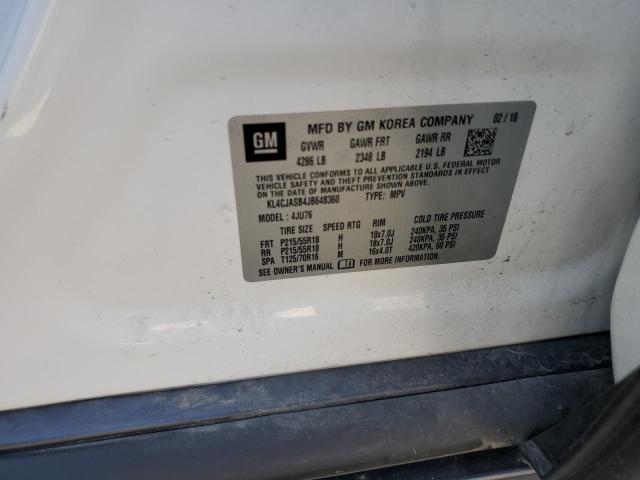 GM
MFD BY GM KOREA COMPANY 02/18
GVWR GAWR FRT GAWR RR
4286 LB 2348 LB 2194 LB
THIS VEHICLE CONFORMS TO ALL APPLICABLE U.S. FEDERAL MOTOR
VEHICLE SAFETY, BUMPER, AND THEFT PREVENTION STANDARDS IN EFFECT
ON THE DATE OF MANUFACTURE SHOWN ABOVE.
KL4CJASB4JB648360 TYPE: MPV
MODEL: 4JU76
TIRE SIZE SPEED RTG RIM COLD TIRE PRESSURE
FRT P215/55R18 H 18x7.0J 240KPA, 35 PSI
RR P215/55R18 H 18x7.0J 240KPA, 35 PSI
SPA T125/70R16 M 16x4.0T 420KPA, 60 PSI
SEE OWNER'S MANUAL FOR MORE INFORMATION.